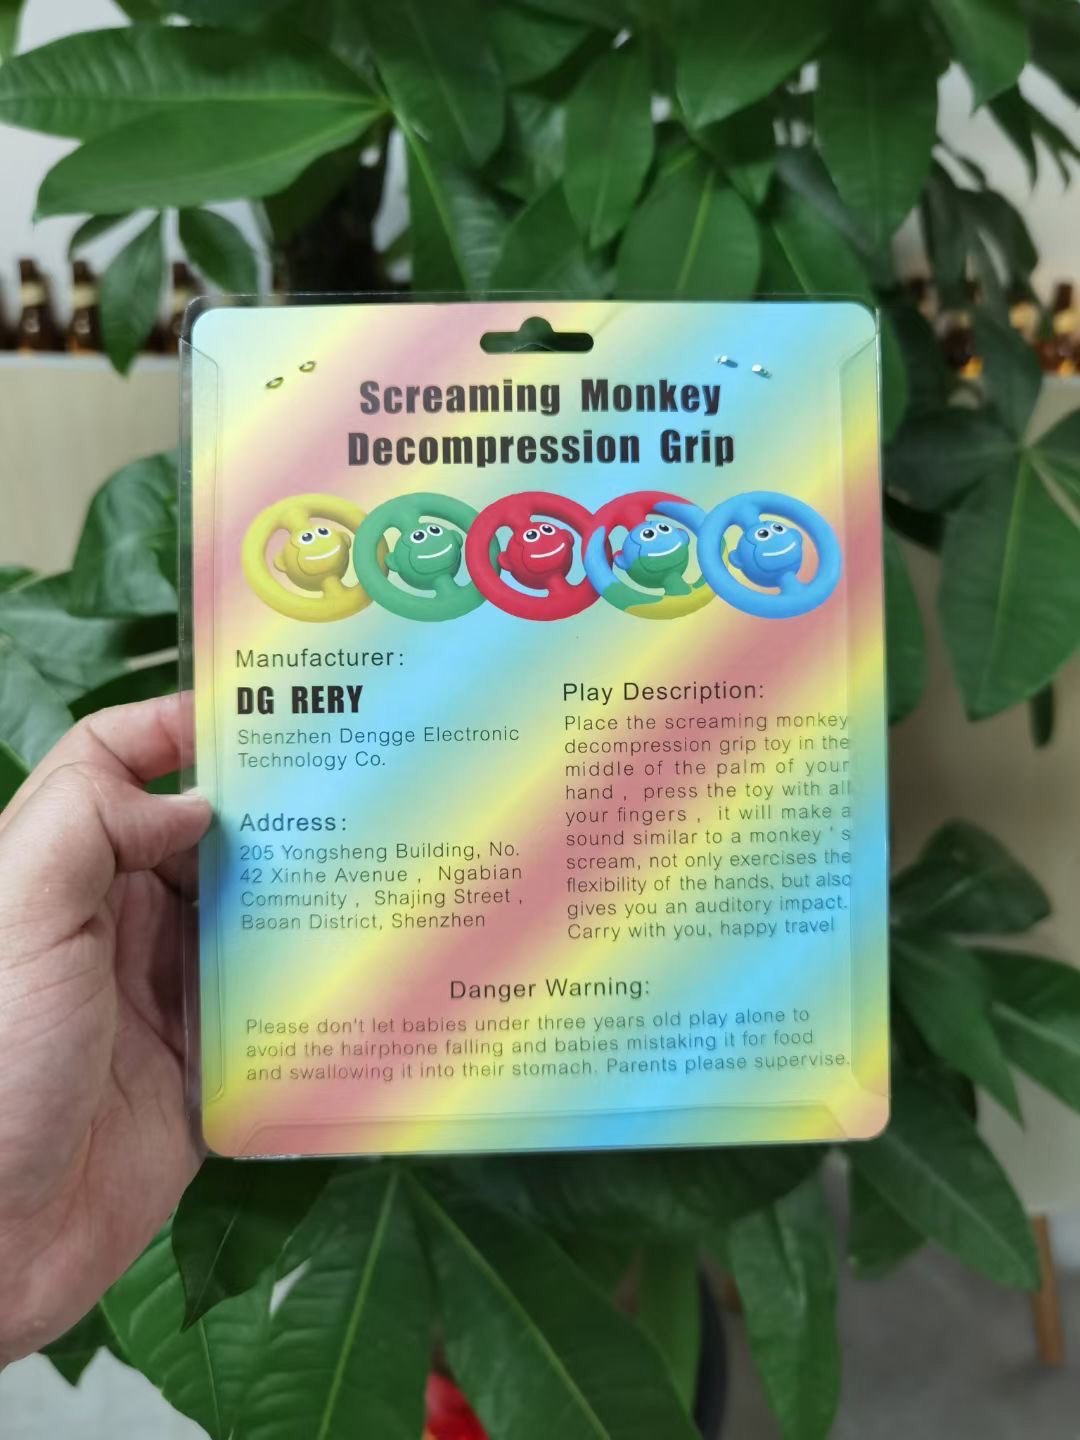 Screaming Monkey
Decompression Grip
Manufacturer:
DG RERY
Shenzhen Dengge Electronic
Technology Co.
Address:
205 Yongsheng Building, No.
42 Xinhe Avenue , Ngabian
Community , Shajing Street ,
Baoan District, Shenzhen
Play Description:
Place the screaming monkey
decompression grip toy in the
middle of the palm of your
hand , press the toy with all
your fingers , it will make a
sound similar to a monkey ' s
scream, not only exercises the
flexibility of the hands, but also
gives you an auditory impact.
Carry with you, happy travel
Danger Warning:
Please don't let babies under three years old play alone to
avoid the hairphone falling and babies mistaking it for food
and swallowing it into their stomach. Parents please supervise.